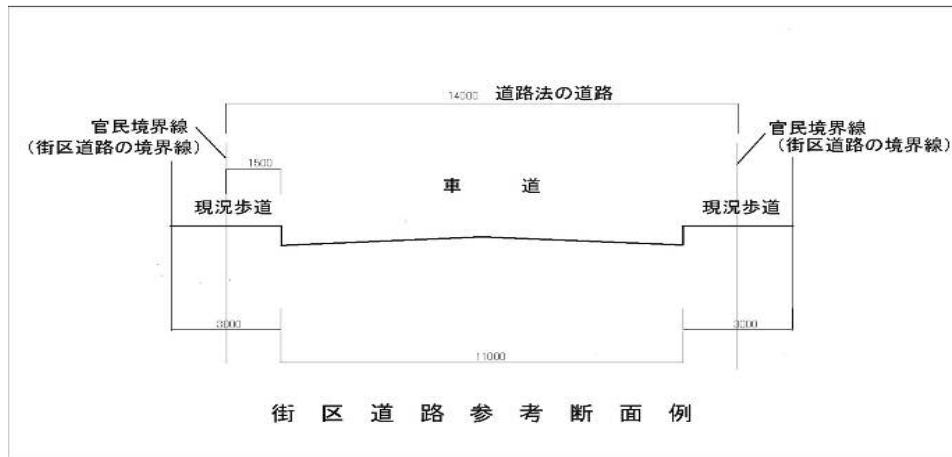 14000 道路法の道路
官民境界線
（街区道路の境界線）
官民境界線
（街区道路の境界線）
1500
車 道
現況歩道
現況歩道
3000
3000
11000
街区道路参考断面例